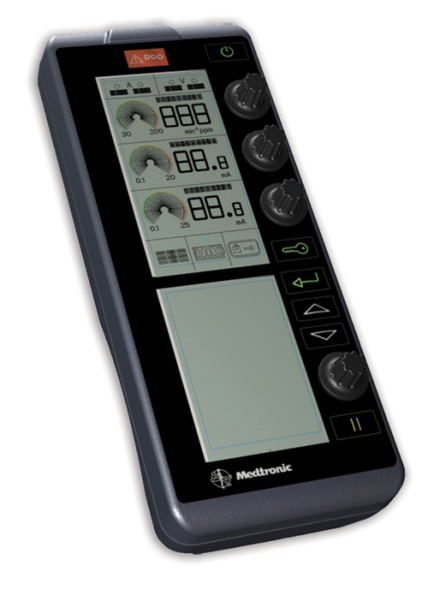 DOO
A V
888
30 200 min⁻¹ ppm
88.8
0.1 20 mA
88.8
0.1 25 mA
Medtronic